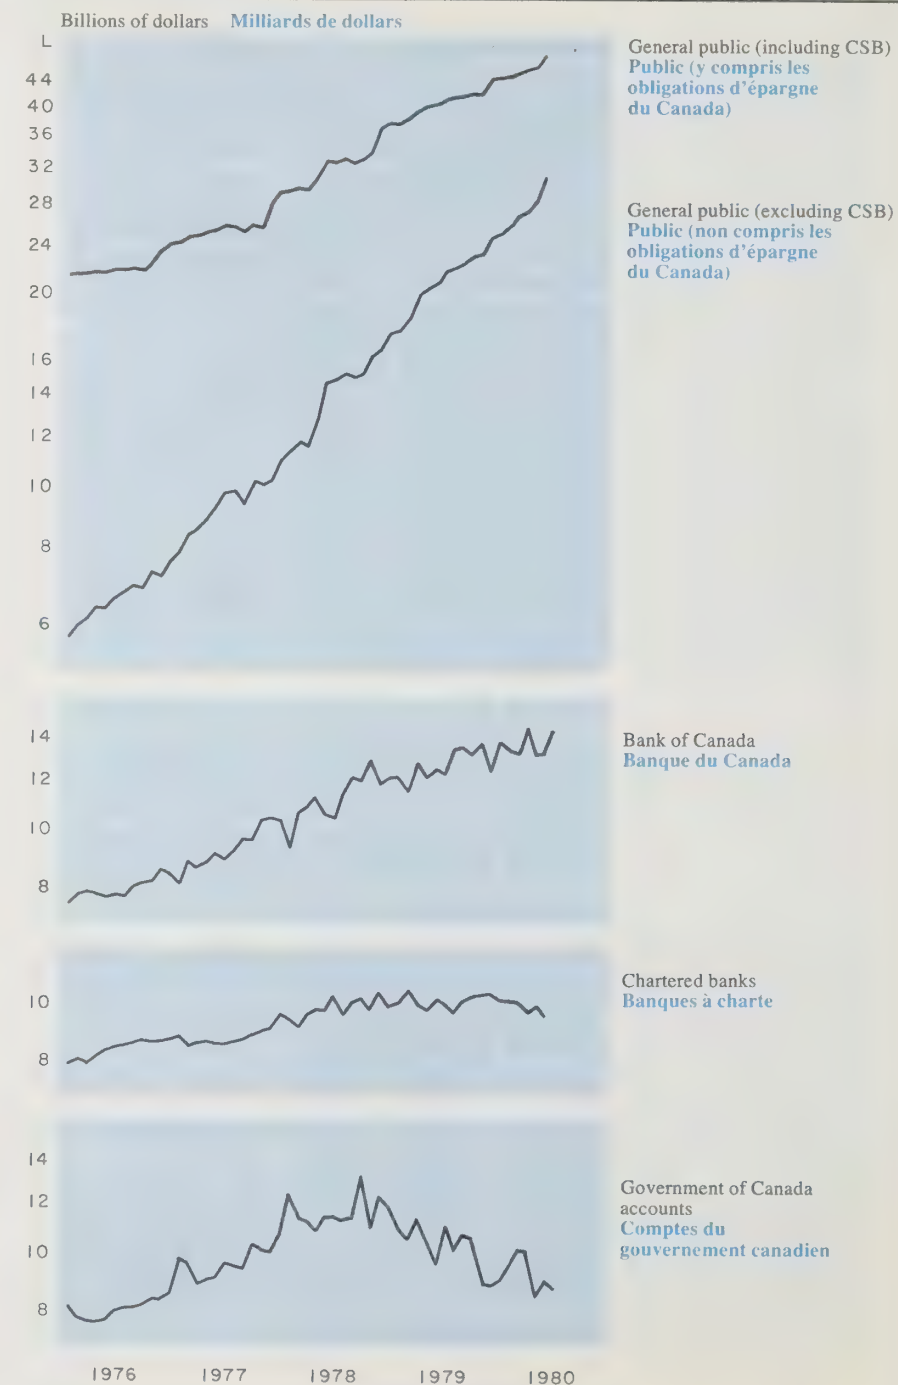 Billions of dollars Milliards de dollars
L
44
40
36
32
28
24
20
16
14
12
10
8
6
General public (including CSB)
Public (y compris les
obligations d'épargne
du Canada)
General public (excluding CSB)
Public (non compris les
obligations d'épargne
du Canada)
14
12
10
8
Bank of Canada
Banque du Canada
10
8
Chartered banks
Banques à charte
14
12
10
8
Government of Canada
accounts
Comptes du
gouvernement canadien
1976 1977 1978 1979 1980